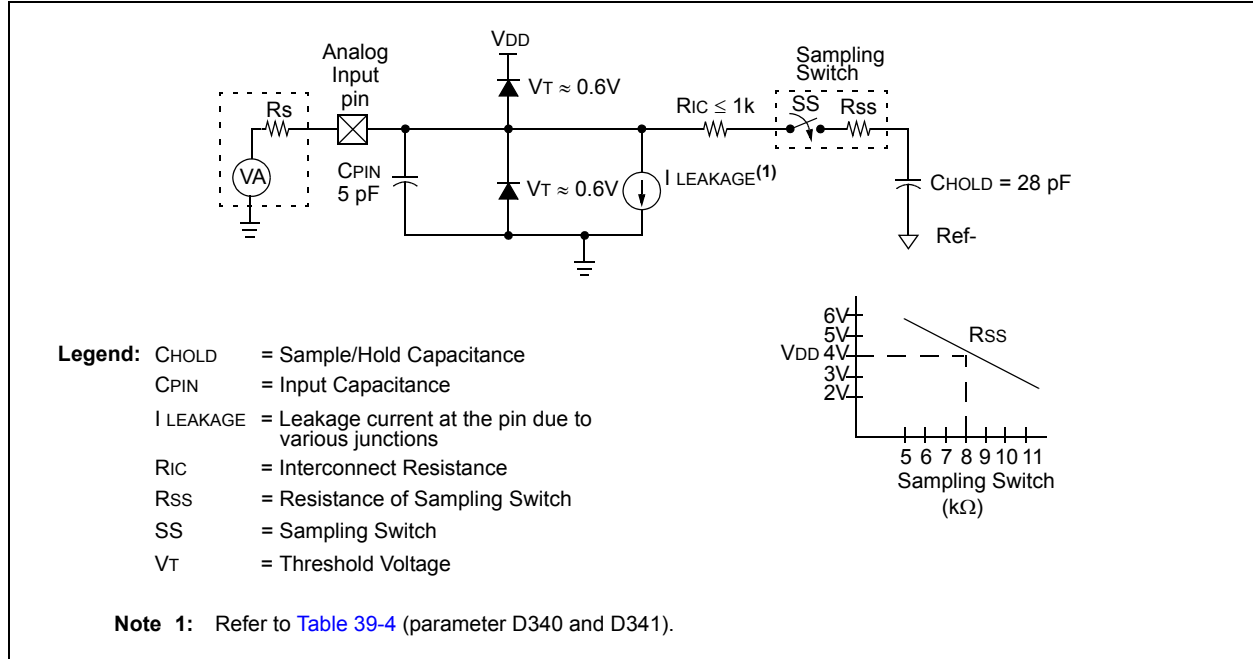 VDD
Analog
Input
pin
Sampling
Switch
VT ≈ 0.6V
Rs
RIC ≤ 1k
SS
Rss
VA
CPIN
5 pF
VT ≈ 0.6V
I LEAKAGE(1)
CHOLD = 28 pF
Ref-
6V
5V
VDD 4V
3V
2V
RSS
5 6 7 8 9 10 11
Sampling Switch
(kΩ)
Legend: CHOLD = Sample/Hold Capacitance
CPIN = Input Capacitance
I LEAKAGE = Leakage current at the pin due to
various junctions
RIC = Interconnect Resistance
RSS = Resistance of Sampling Switch
SS = Sampling Switch
VT = Threshold Voltage
Note 1: Refer to Table 39-4 (parameter D340 and D341).